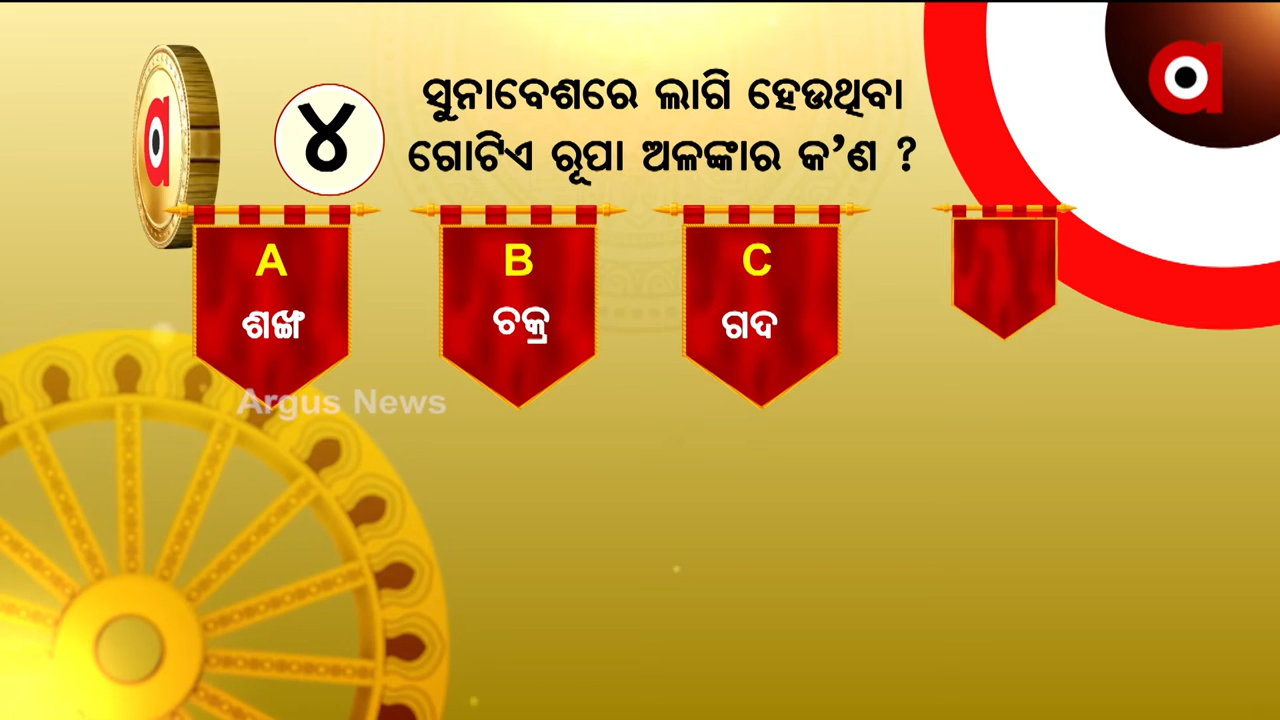 ୪
ସୁନାବେଶରେ ଲାଗି ହେଉଥିବା
ଗୋଟିଏ ରୂପା ଅଳଙ୍କାର କ'ଣ ?
A
ଶଙ୍ଖ
B
ଚକ୍ର
C
ଗଦା
Argus News